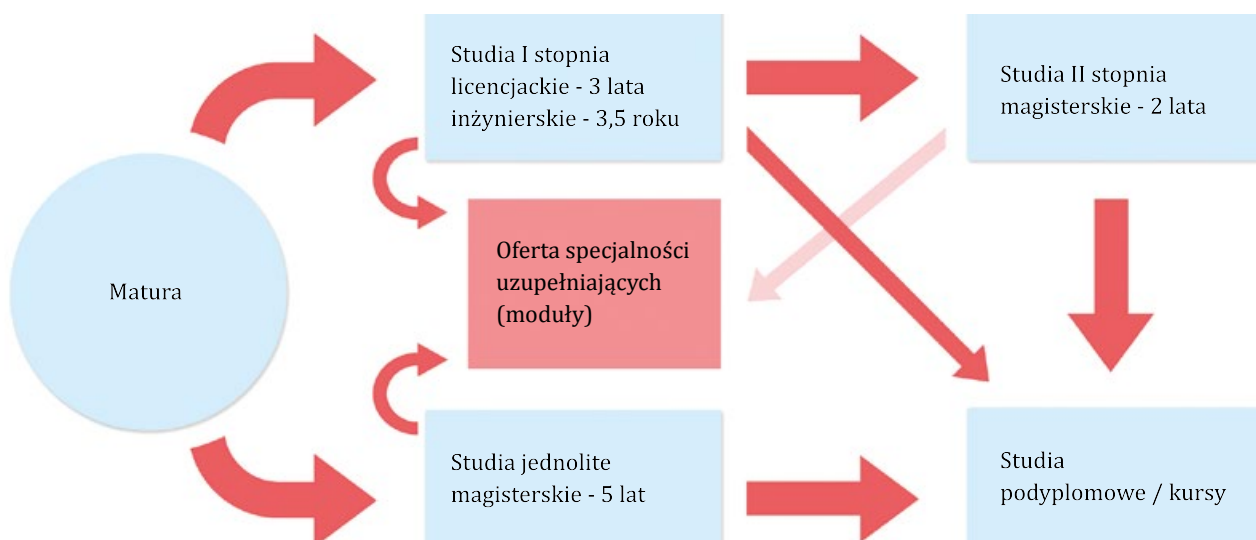 Studia I stopnia
licencjackie - 3 lata
inżynierskie - 3,5 roku
Studia II stopnia
magisterskie - 2 lata
Matura
Oferta specjalności
uzupełniających
(moduły)
Studia jednolite
magisterskie - 5 lat
Studia
podyplomowe / kursy